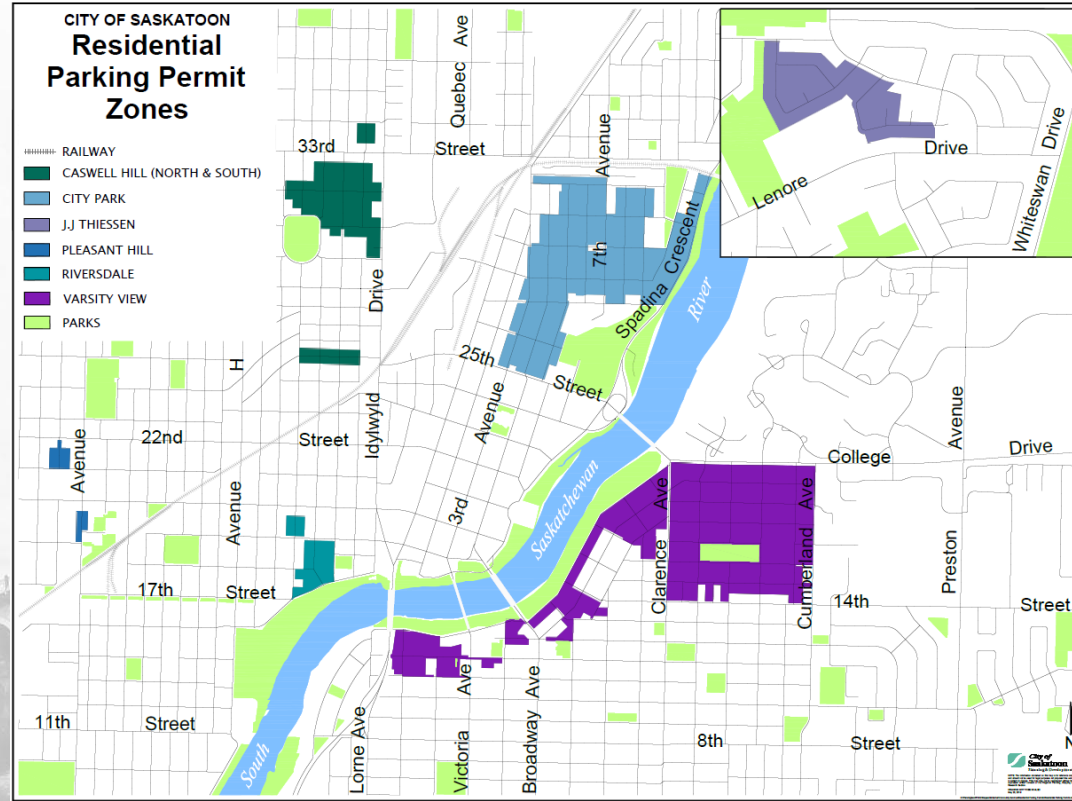 CITY OF SASKATOON
Residential
Parking Permit
Zones
RAILWAY
CASWELL HILL (NORTH & SOUTH)
CITY PARK
J.J THIESSEN
PLEASANT HILL
RIVERSDALE
VARSITY VIEW
PARKS
33rd
Street
Quebec Ave
Avenue
7th
Spadina Crescent
River
Lenore
Drive
Whiteswan Drive
Drive
H
25th
Street
22nd
Street
Idylwyld
Avenue
Avenue
Avenue
3rd
Saskatchewan
College
Drive
Avenue
Preston
Clarence Ave
Cumberland Ave
17th
Street
14th
Street
11th
Street
Lorne Ave
Victoria Ave
Broadway Ave
8th
Street
South
N
City of
Saskatoon